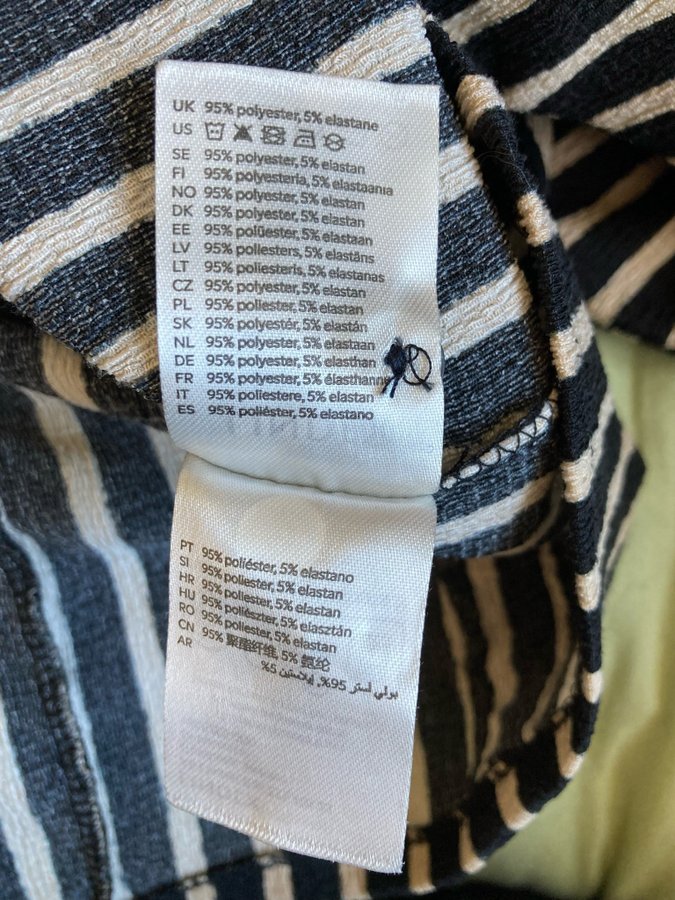 UK 95% polyester, 5% elastane
US
SE 95% polyester, 5% elastan
FI 95% polyesteria, 5% elastaania
NO 95% polyester, 5% elastan
DK 95% polyester, 5% elastan
EE 95% polüester, 5% elastaan
LV 95% poliesters, 5% elastāns
LT 95% poliesteris, 5% elastanas
CZ 95% polyester, 5% elastan
PL 95% poliester, 5% elastan
SK 95% polyestér, 5% elastán
NL 95% polyester, 5% elastaan
DE 95% polyester, 5% elasthan
FR 95% polyester, 5% élasthanne
IT 95% poliestere, 5% elastan
ES 95% poliéster, 5% elastano
PT 95% poliéster, 5% elastano
SI 95% poliester, 5% elastan
HR 95% poliester, 5% elastan
HU 95% poliészter, 5% elasztán
RO 95% poliester, 5% elastan
CN 95% 聚酯纤维, 5% 氨纶
AR
بولي استر 95%, إيلاستين 5%